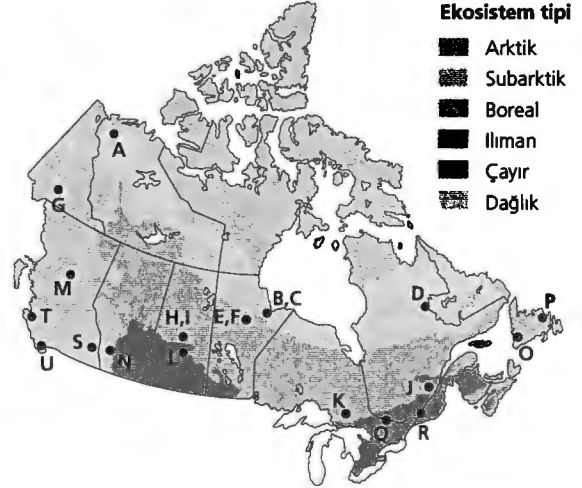 Ekosistem tipi
Arktik
Subarktik
Boreal
Ilıman
Çayır
Dağlık
A
G
M
T
U
S
N
H,I
L
E,F
B,C
D
P
O
J
K
Q
R